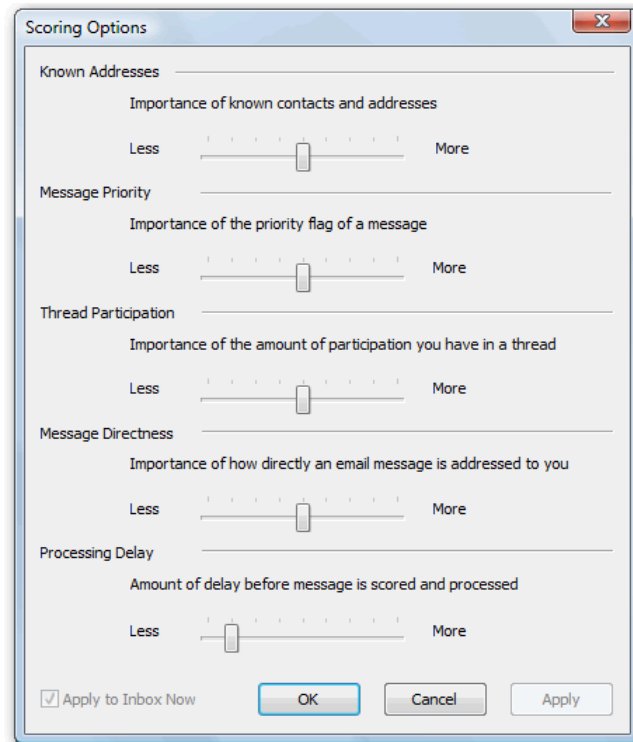 Scoring Options
Known Addresses
Importance of known contacts and addresses
Less More
Message Priority
Importance of the priority flag of a message
Less More
Thread Participation
Importance of the amount of participation you have in a thread
Less More
Message Directness
Importance of how directly an email message is addressed to you
Less More
Processing Delay
Amount of delay before message is scored and processed
Less More
Apply to Inbox Now OK Cancel Apply